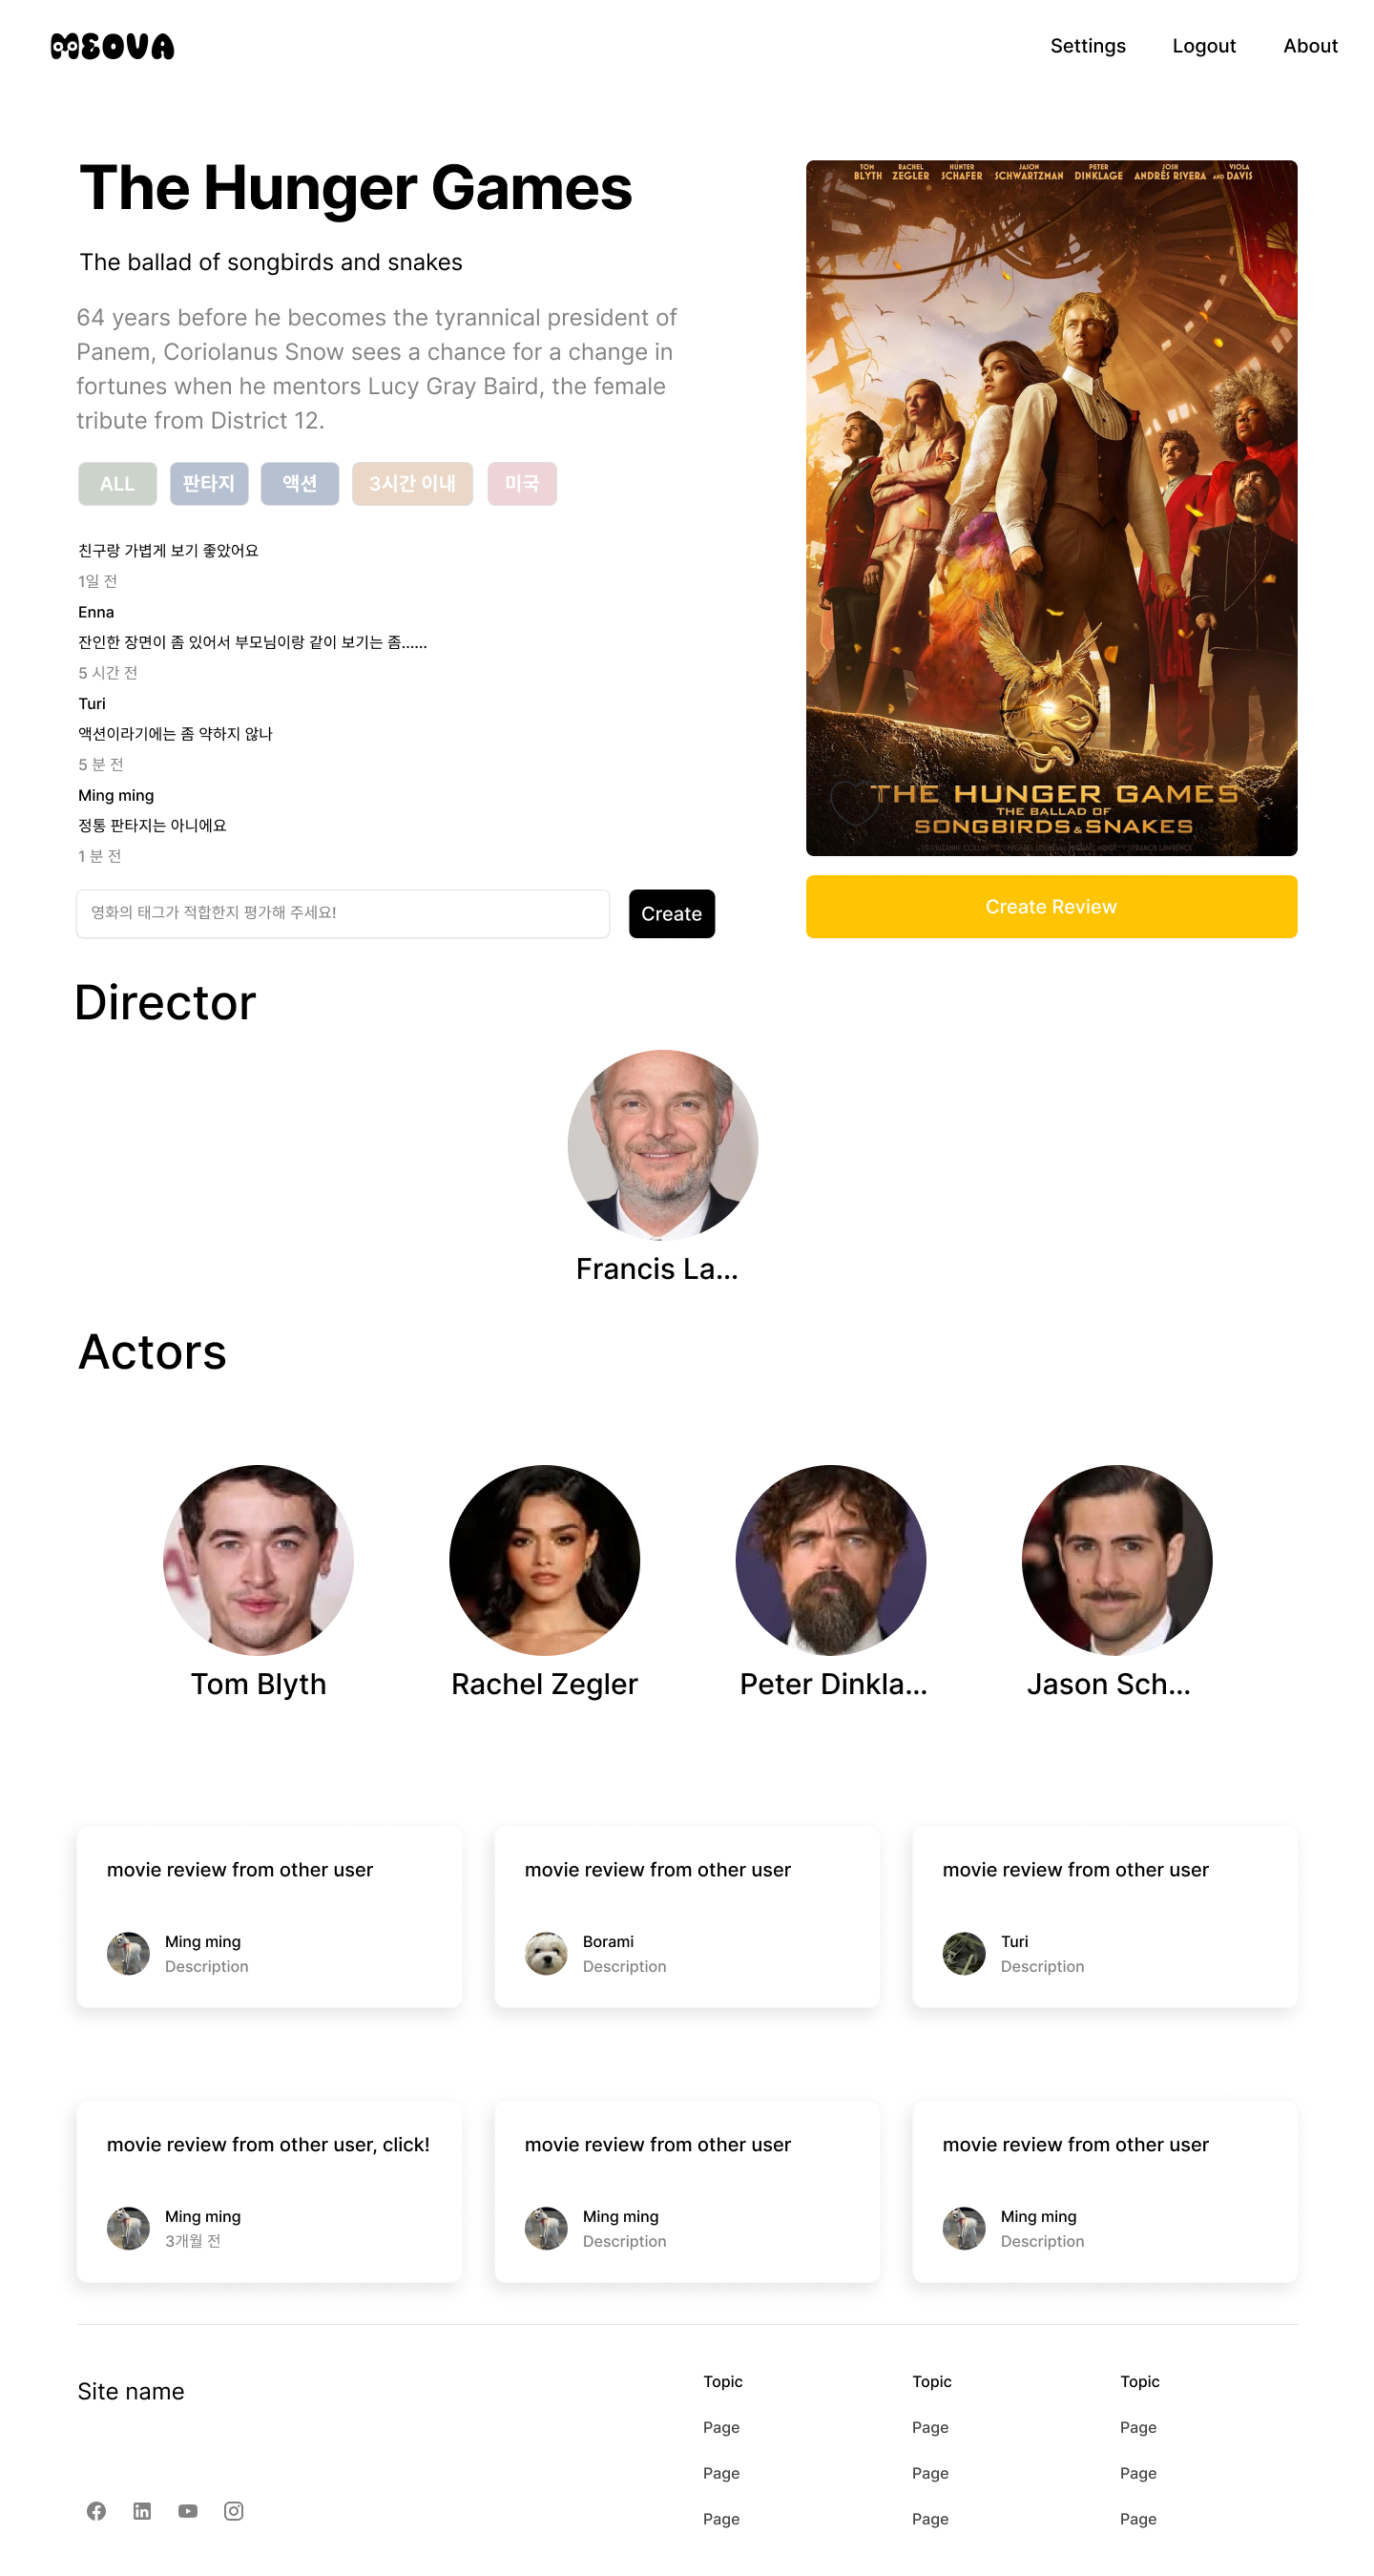 MEOVA
Settings Logout About
The Hunger Games
The ballad of songbirds and snakes
64 years before he becomes the tyrannical president of
Panem, Coriolanus Snow sees a chance for a change in
fortunes when he mentors Lucy Gray Baird, the female
tribute from District 12.
ALL 판타지 액션 3시간 이내 미국
친구랑 가볍게 보기 좋았어요
1일 전
Enna
잔인한 장면이 좀 있어서 부모님이랑 같이 보기는 좀......
5 시간 전
Turi
액션이라기에는 좀 약하지 않나
5 분 전
Ming ming
정통 판타지는 아니에요
1 분 전
영화의 태그가 적합한지 평가해 주세요!
Create
TOM BLYTH RACHEL ZEGLER HUNTER SCHAFER JASON SCHWARTZMAN PETER DINKLAGE JOSH ANDRÉS RIVERA AND VIOLA DAVIS
THE HUNGER GAMES
THE BALLAD OF
SONGBIRDS & SNAKES
Create Review
Director
Francis La...
Actors
Tom Blyth
Rachel Zegler
Peter Dinkla...
Jason Sch...
movie review from other user
Ming ming
Description
movie review from other user
Borami
Description
movie review from other user
Turi
Description
movie review from other user, click!
Ming ming
3개월 전
movie review from other user
Ming ming
Description
movie review from other user
Ming ming
Description
Site name
Topic
Page
Page
Page
Topic
Page
Page
Page
Topic
Page
Page
Page